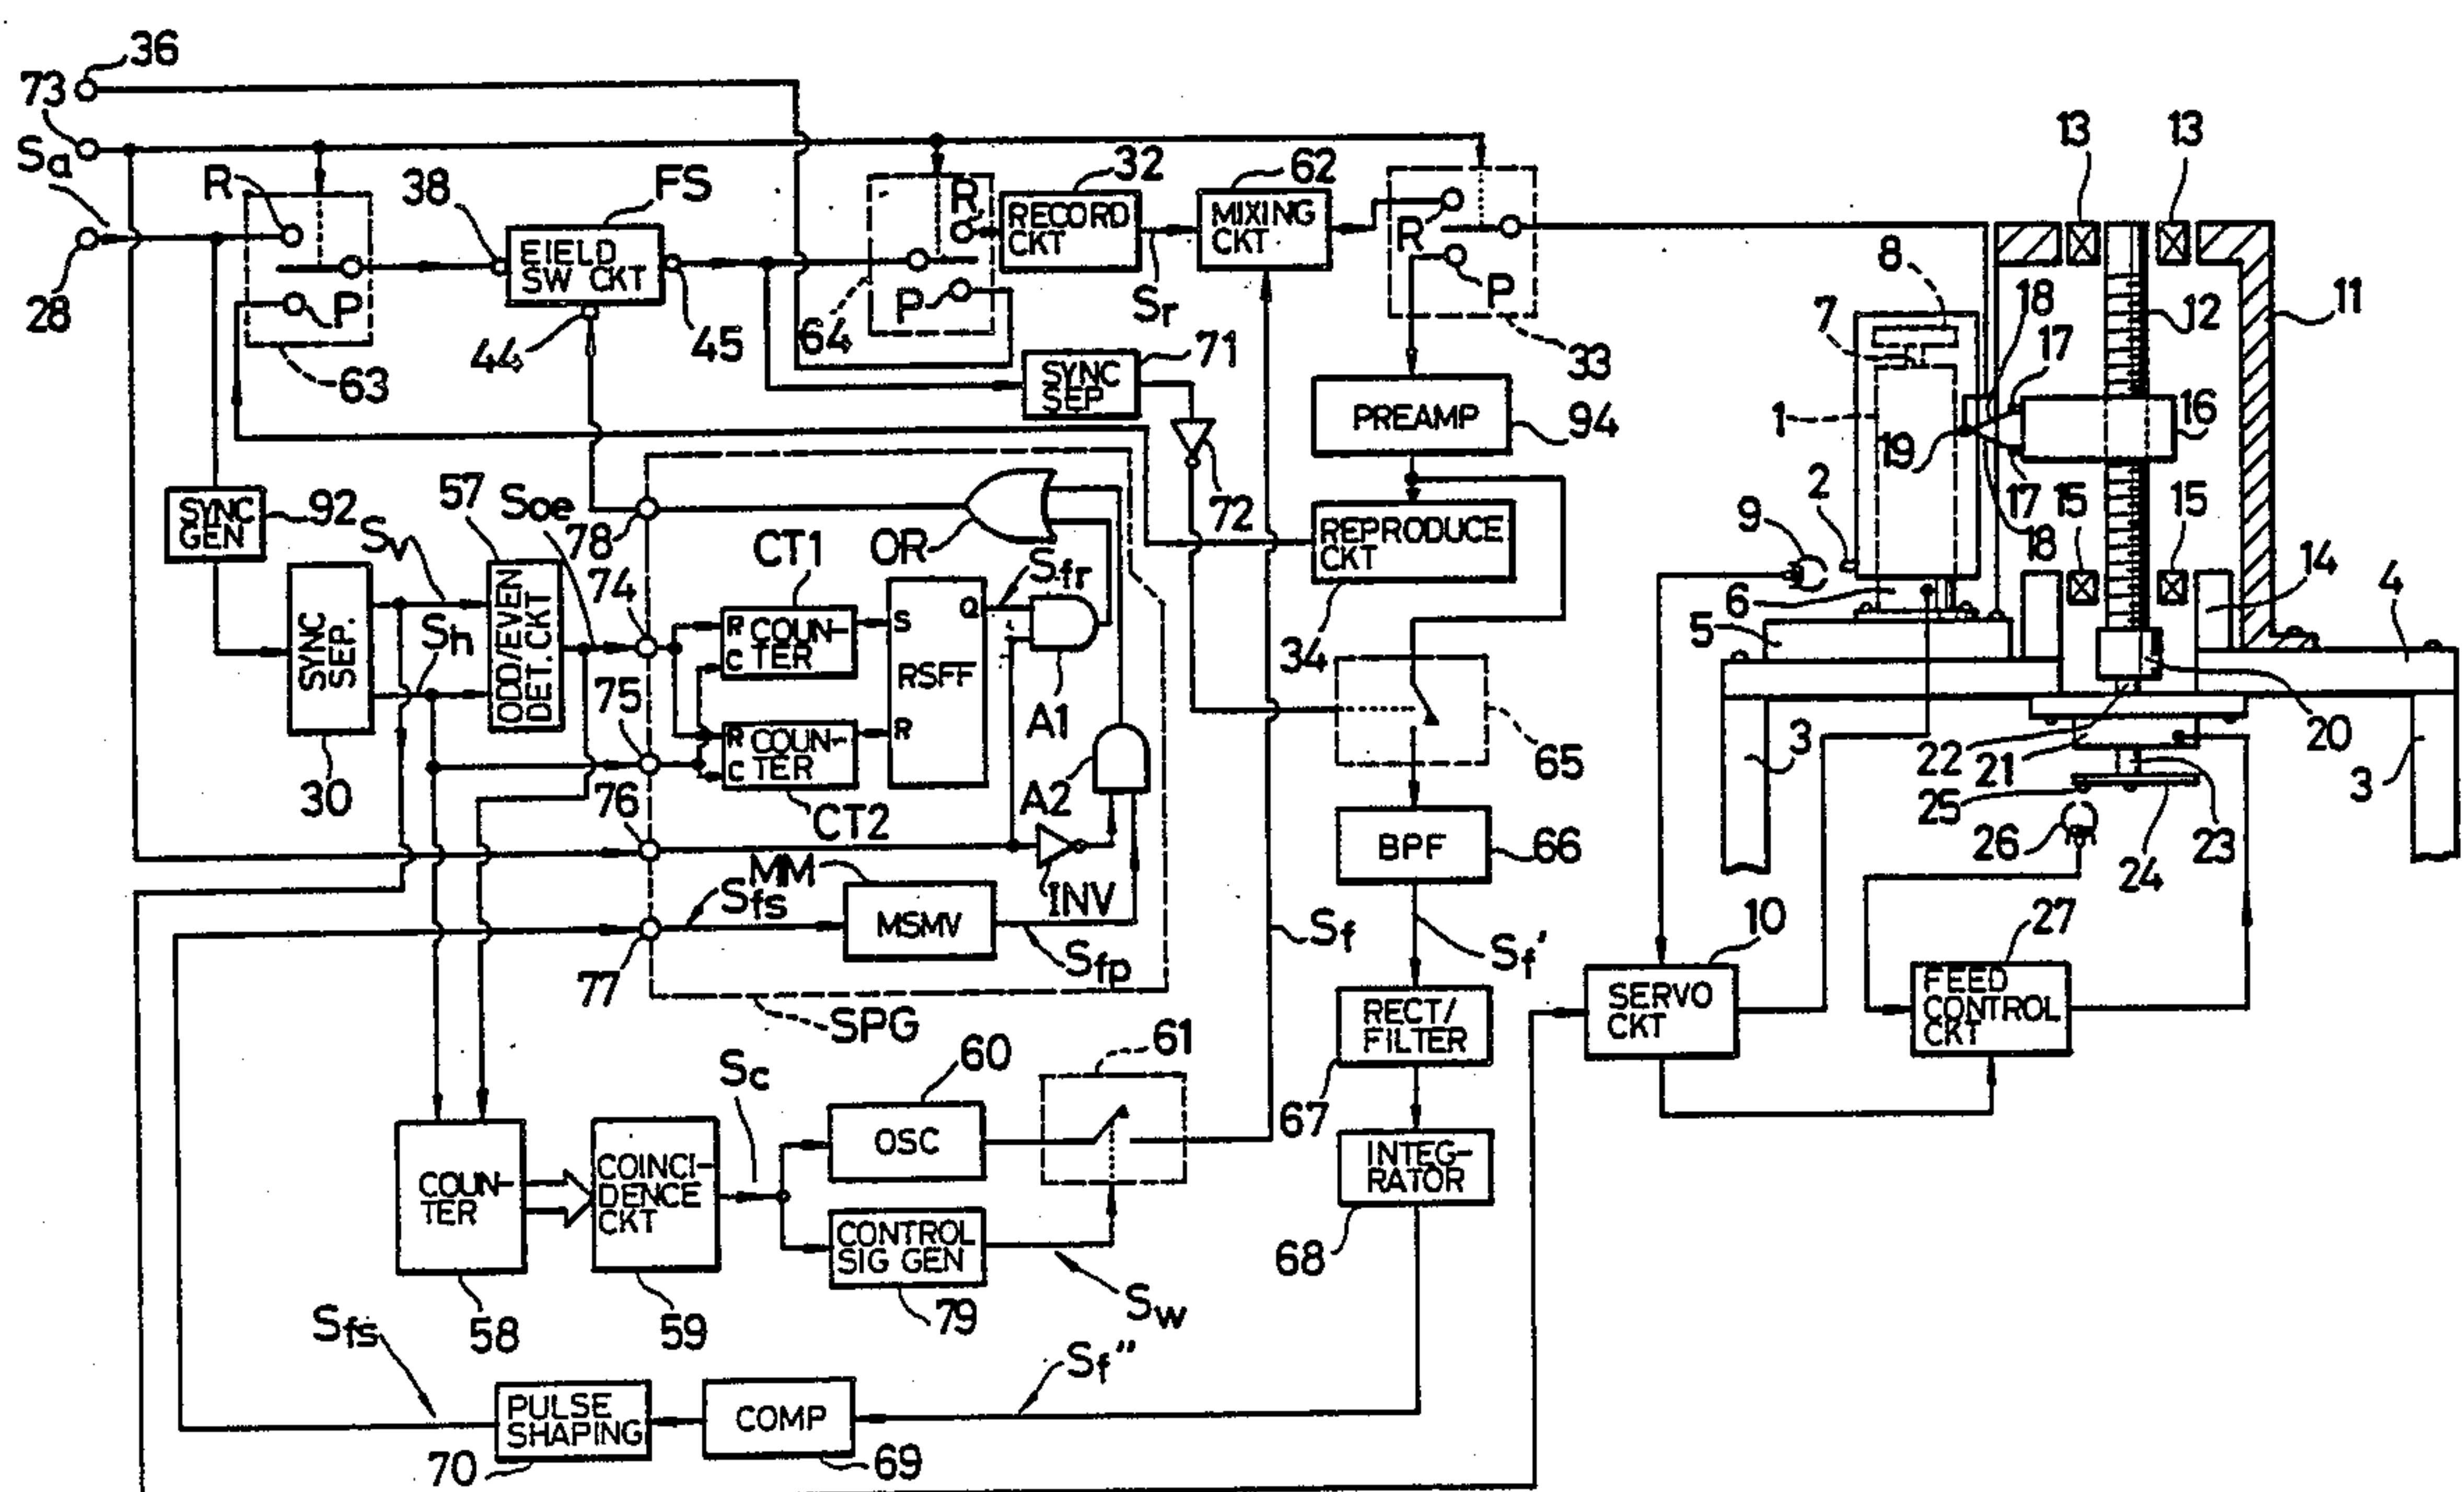 36
73
Sa
28
R
P
63
38
FS
EIELD
SW CKT
44
45
64
R
P
32
RECORD
CKT
Sr
62
MIXING
CKT
R
P
33
71
SYNC
SEP
72
PREAMP
94
REPRODUCE
CKT
34
13
13
8
7
18
17
12
11
1
19
16
2
9
17
15
15
18
14
4
6
5
3
22
21
20
3
25
26
24
23
SYNC
GEN
92
Sv
Sh
57
Soe
78
74
75
76
77
SYNC
SEP.
30
ODD/EVEN
DET.CKT
OR
CT1
R
C
COUN-
TER
S
Q
RSFF
R
Sfr
A1
R
C
COUN-
TER
CT2
A2
INV
MM
Sfs
MSMV
Sfp
SPG
65
BPF
66
Sf
Sf'
RECT/
FILTER
67
INTEG-
RATOR
68
10
SERVO
CKT
27
FEED
CONTROL
CKT
COUN-
TER
58
COINCI-
DENCE
CKT
59
Sc
60
OSC
61
CONTROL
SIG GEN
79
Sw
Sfs
PULSE
SHAPING
70
COMP
69
Sf"